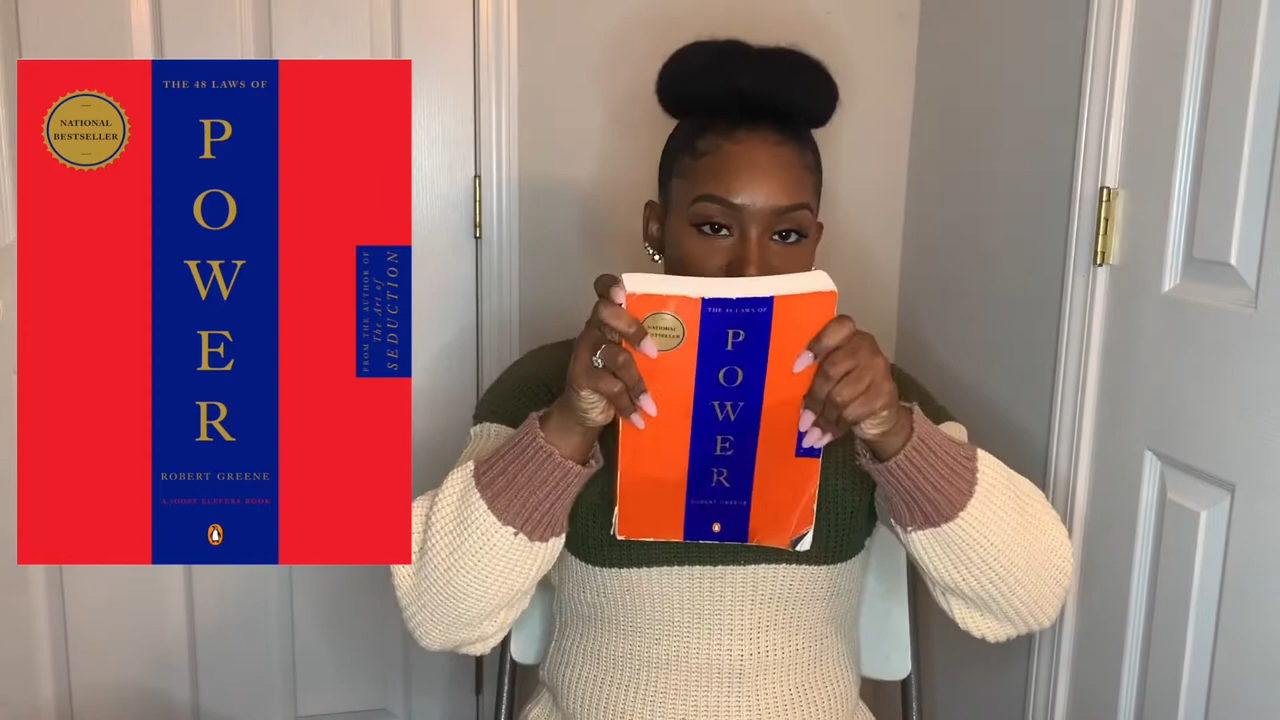 THE 48 LAWS OF
NATIONAL
BESTSELLER
P
O
W
E
R
FROM THE AUTHOR OF
The Art of
SEDUCTION
ROBERT GREENE
A JOOST ELFFERS BOOK
THE 48 LAWS OF
NATIONAL
BESTSELLER
P
O
W
E
R
ROBERT GREENE